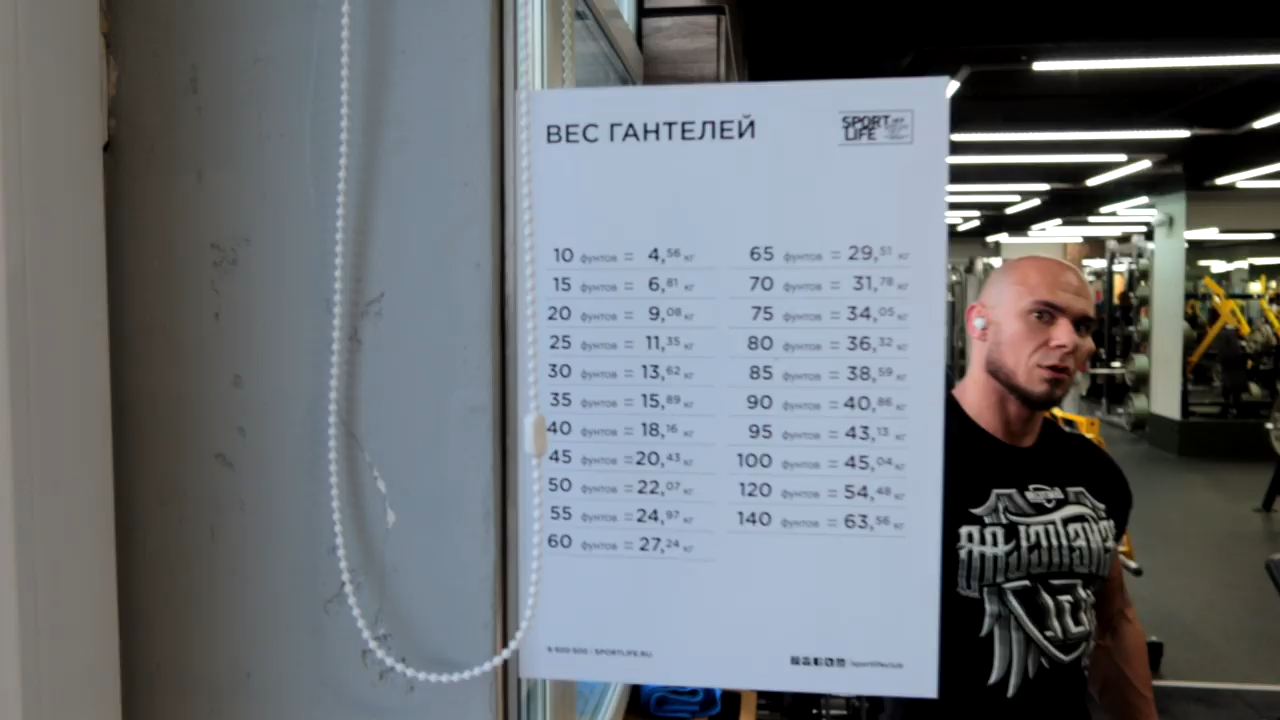 ВЕС ГАНТЕЛЕЙ
SPORT
LIFE
10 фунтов = 4,56 кг
15 фунтов = 6,81 кг
20 фунтов = 9,08 кг
25 фунтов = 11,35 кг
30 фунтов = 13,62 кг
35 фунтов = 15,89 кг
40 фунтов = 18,16 кг
45 фунтов = 20,43 кг
50 фунтов = 22,07 кг
55 фунтов = 24,97 кг
60 фунтов = 27,24 кг
65 фунтов = 29,51 кг
70 фунтов = 31,78 кг
75 фунтов = 34,05 кг
80 фунтов = 36,32 кг
85 фунтов = 38,59 кг
90 фунтов = 40,86 кг
95 фунтов = 43,13 кг
100 фунтов = 45,04 кг
120 фунтов = 54,48 кг
140 фунтов = 63,56 кг
SPORTLIFE.RU
/sportlifeclub